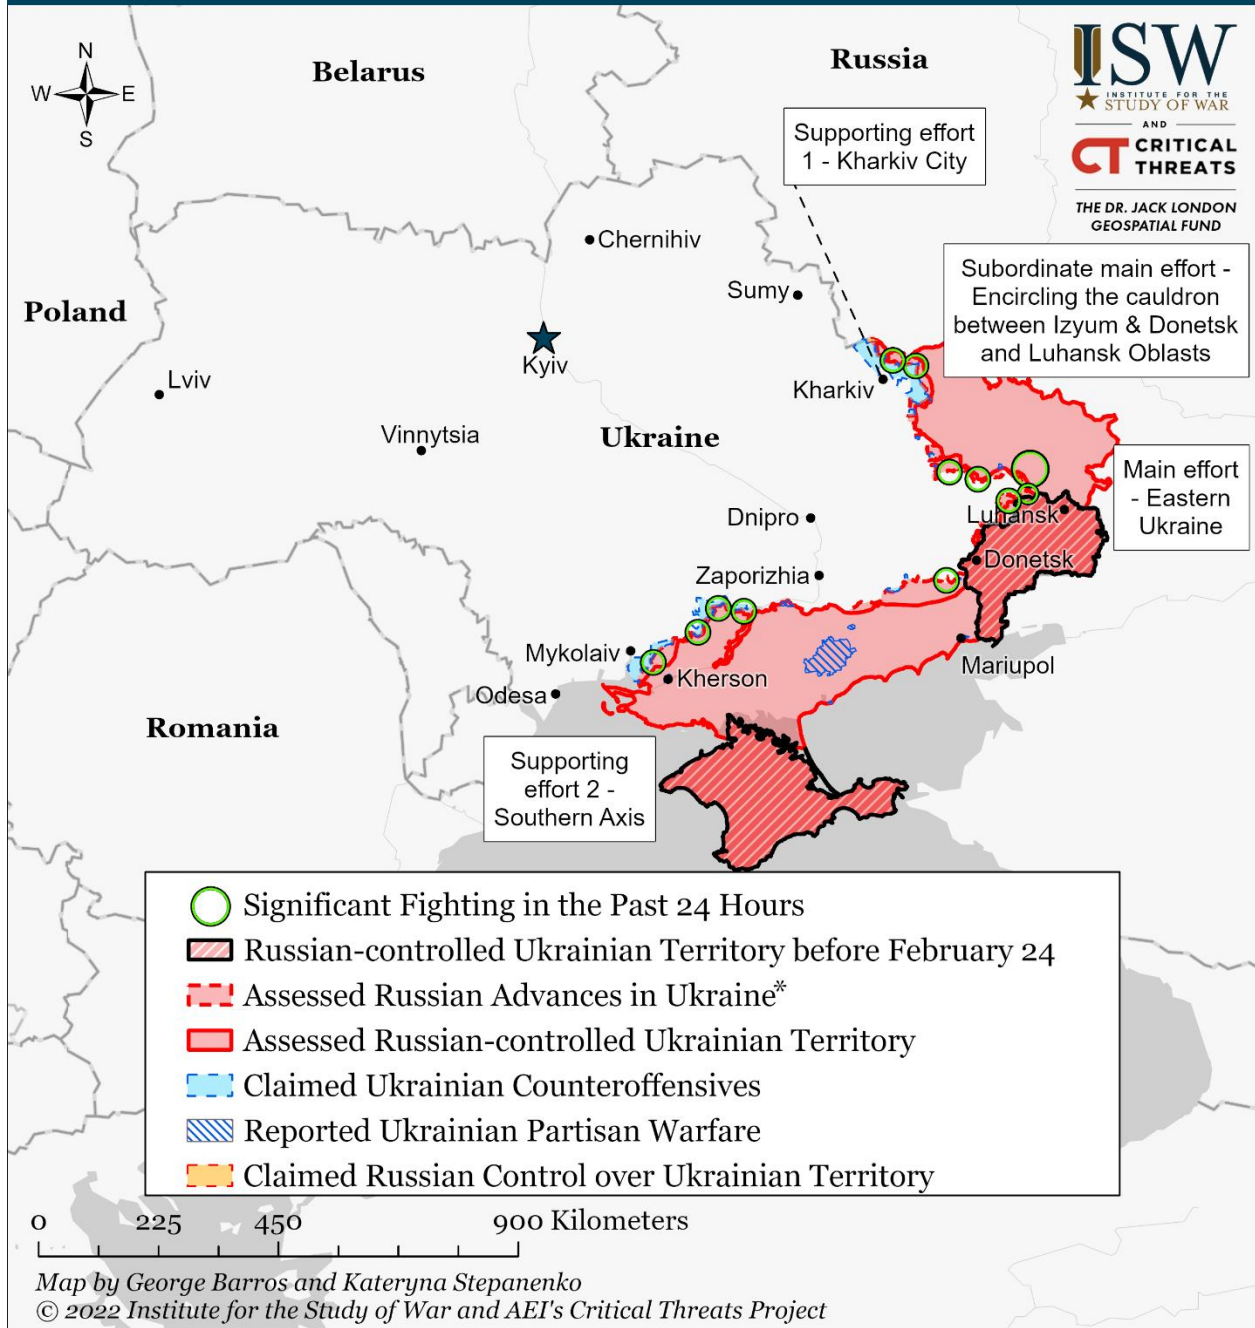 N
W
E
S
Belarus
Russia
ISW
INSTITUTE FOR THE
STUDY OF WAR
AND
CT CRITICAL
THREATS
THE DR. JACK LONDON
GEOSPATIAL FUND
Supporting effort
1 - Kharkiv City
Chernihiv
Sumy
Subordinate main effort -
Encircling the cauldron
between Izyum & Donetsk
and Luhansk Oblasts
Poland
Kyiv
Lviv
Kharkiv
Vinnytsia
Ukraine
Main effort
- Eastern
Ukraine
Dnipro
Luhansk
Donetsk
Zaporizhia
Mykolaiv
Mariupol
Kherson
Odesa
Romania
Supporting
effort 2 -
Southern Axis
Significant Fighting in the Past 24 Hours
Russian-controlled Ukrainian Territory before February 24
Assessed Russian Advances in Ukraine*
Assessed Russian-controlled Ukrainian Territory
Claimed Ukrainian Counteroffensives
Reported Ukrainian Partisan Warfare
Claimed Russian Control over Ukrainian Territory
0 225 450 900 Kilometers
Map by George Barros and Kateryna Stepanenko
© 2022 Institute for the Study of War and AEI's Critical Threats Project